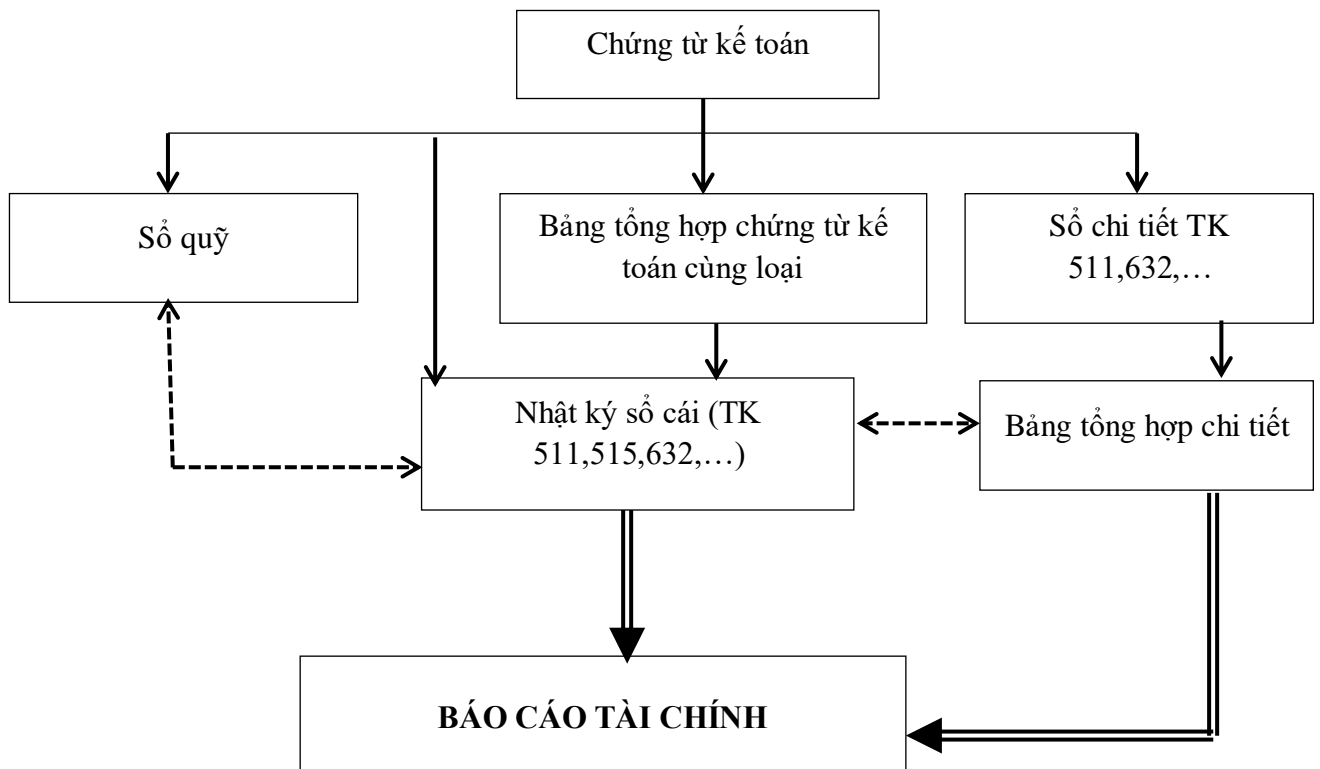 Chứng từ kế toán
Sổ quỹ
Bảng tổng hợp chứng từ kế
toán cùng loại
Sổ chi tiết TK
511,632,…
Nhật ký sổ cái (TK
511,515,632,…)
Bảng tổng hợp chi tiết
BÁO CÁO TÀI CHÍNH